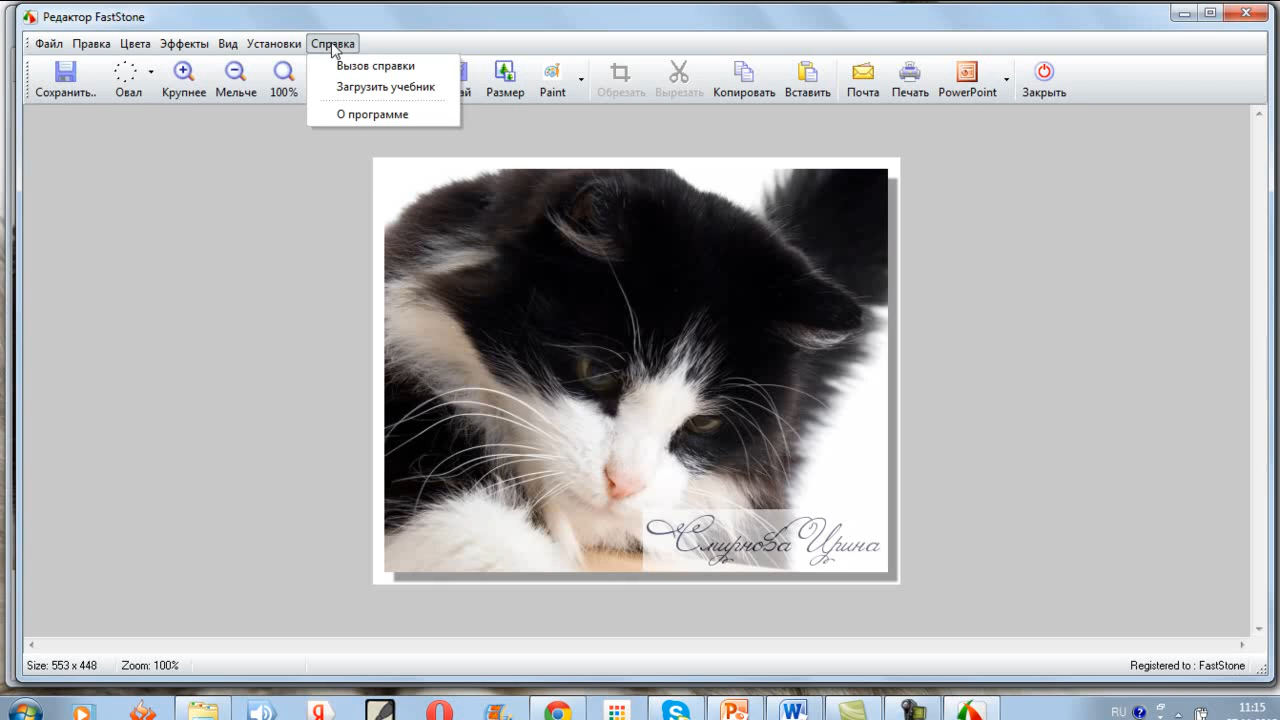 Редактор FastStone
Файл Правка Цвета Эффекты Вид Установки Справка
Вызов справки
Загрузить учебник
О программе
Сохранить.. Овал Крупнее Мельче 100% Размер Paint Обрезать Вырезать Копировать Вставить Почта Печать PowerPoint Закрыть
Смирнова Ирина
Size: 553 x 448 Zoom: 100% Registered to : FastStone
RU 11:15